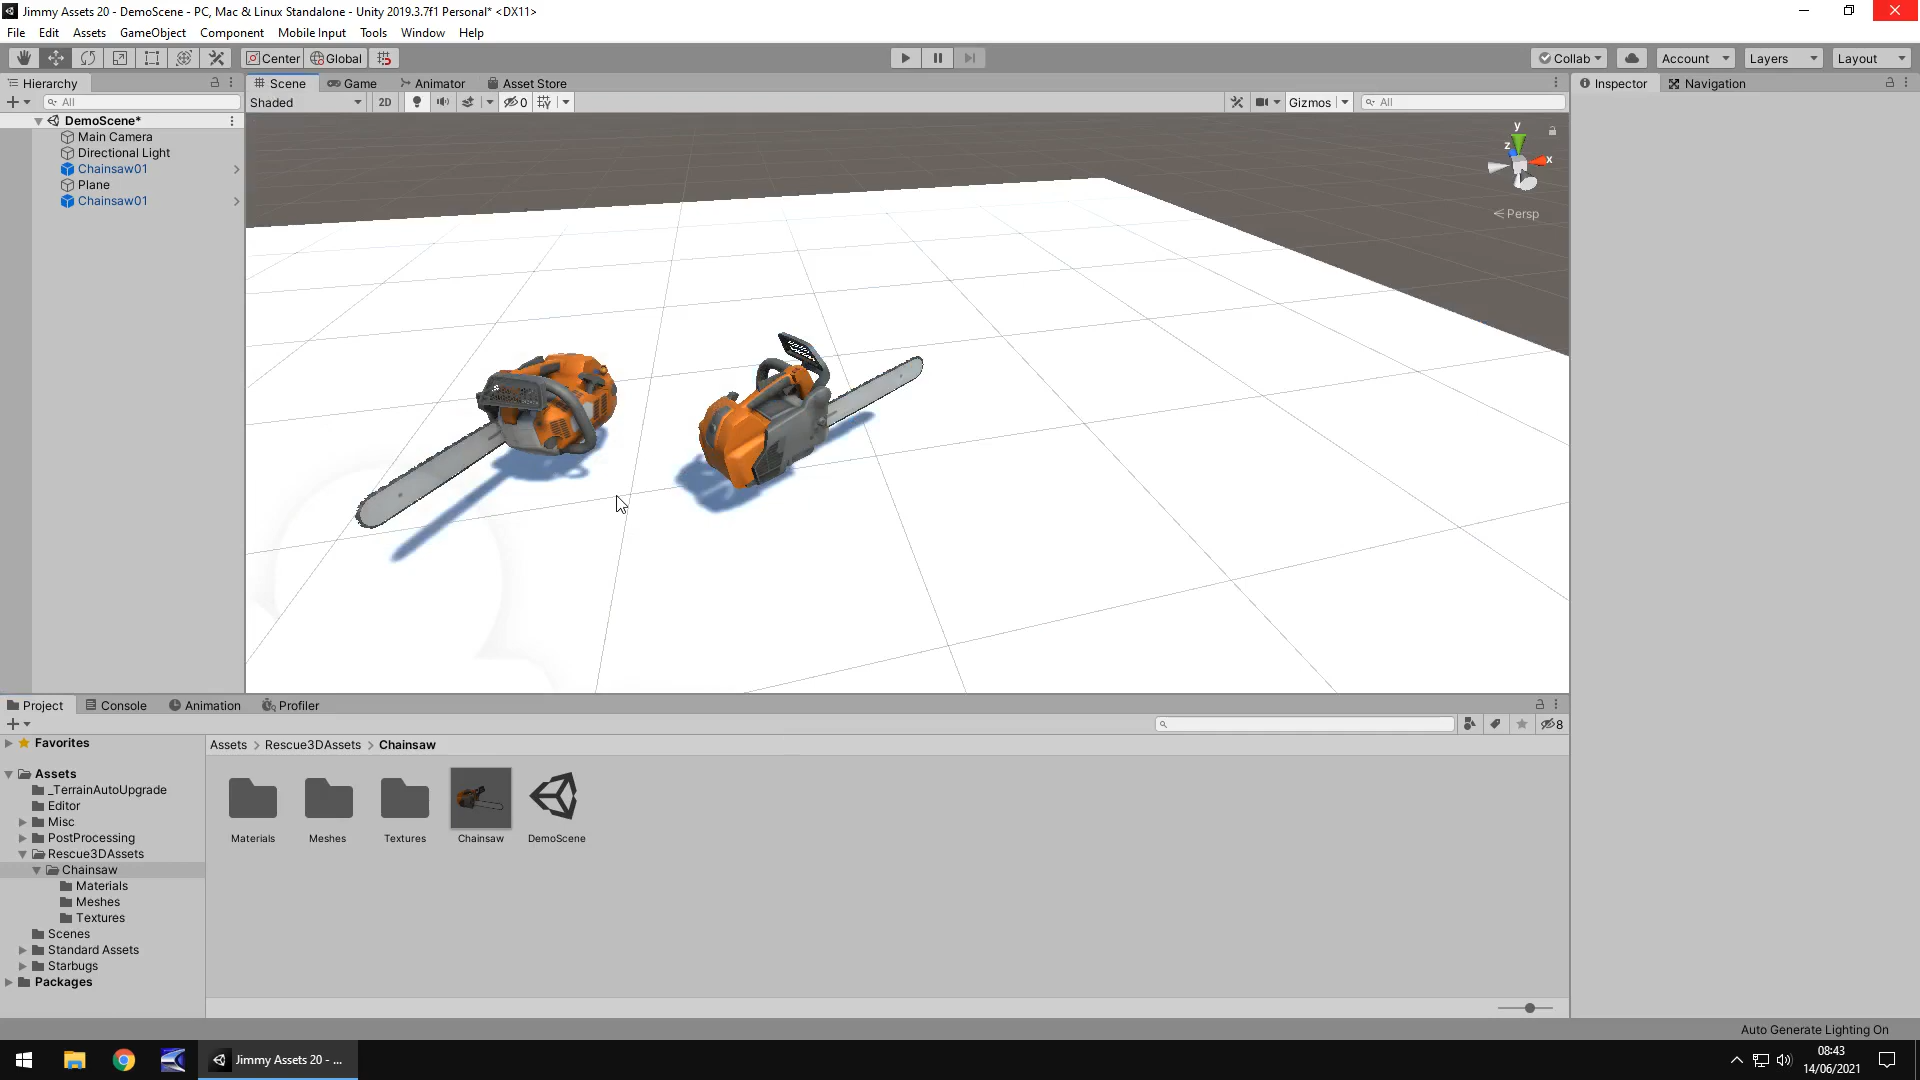 Jimmy Assets 20 - DemoScene - PC, Mac & Linux Standalone - Unity 2019.3.7f1 Personal* <DX11>
File Edit Assets GameObject Component Mobile Input Tools Window Help
Center Global Collab Account Layers Layout
Hierarchy
All
DemoScene*
Main Camera
Directional Light
Chainsaw01
Plane
Chainsaw01
Scene Game Animator Asset Store
Shaded 2D 0 Gizmos All
y
z x
Persp
Inspector Navigation
Project Console Animation Profiler
8
Favorites
Assets
_TerrainAutoUpgrade
Editor
Misc
PostProcessing
Rescue3DAssets
Chainsaw
Materials
Meshes
Textures
Scenes
Standard Assets
Starbugs
Packages
Assets > Rescue3DAssets > Chainsaw
Materials Meshes Textures Chainsaw DemoScene
Auto Generate Lighting On
Jimmy Assets 20 - ...
08:43
14/06/2021